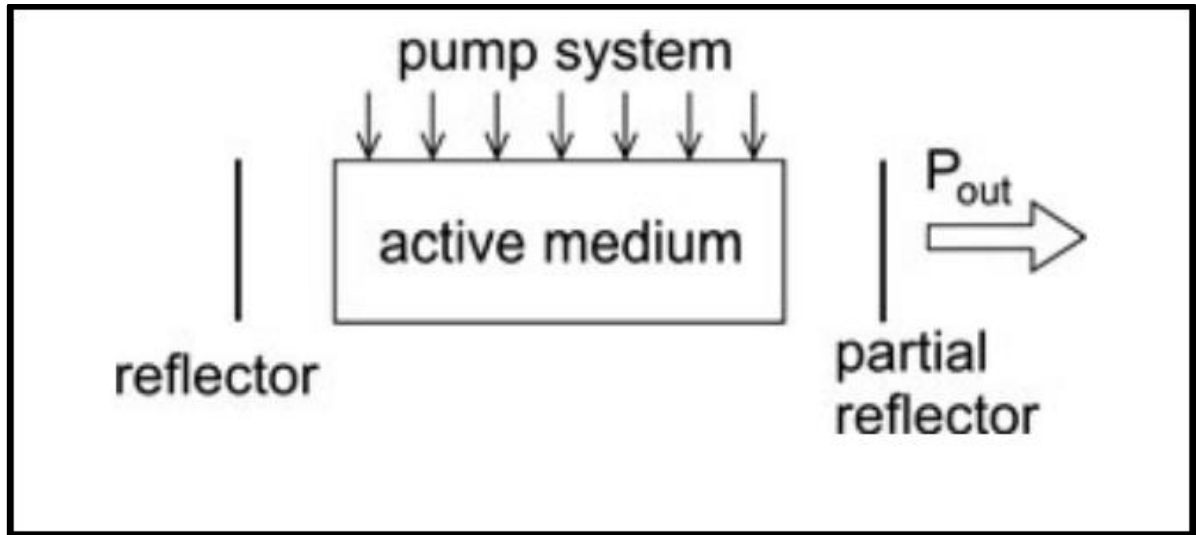 pump system
active medium
P_out
reflector
partial
reflector